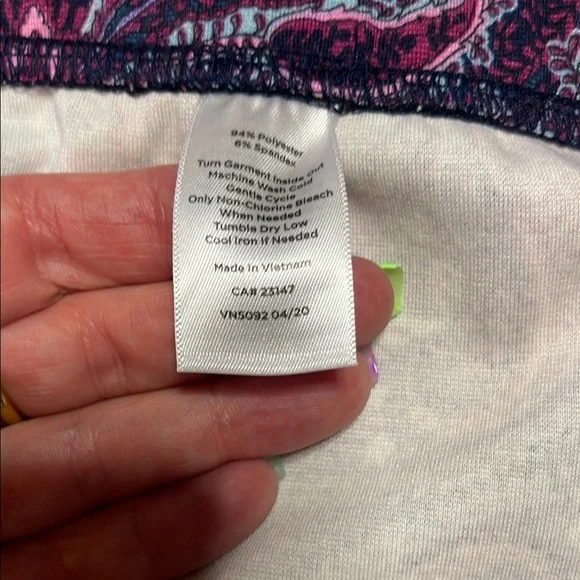 94% Polyester
6% Spandex
Turn Garment Inside Out
Machine Wash Cold
Gentle Cycle
Only Non-Chlorine Bleach
When Needed
Tumble Dry Low
Cool Iron If Needed
Made in Vietnam
CA# 23147
VN5092 04/20